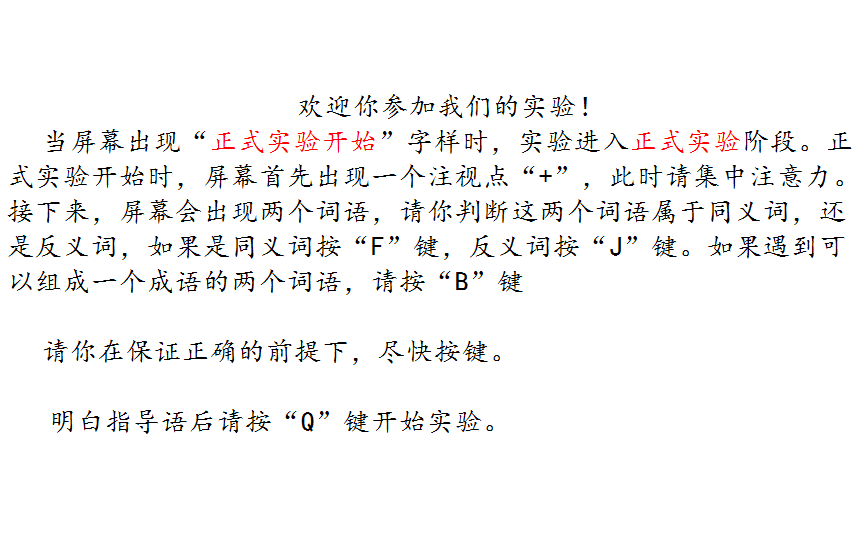 欢迎你参加我们的实验！
当屏幕出现“正式实验开始”字样时，实验进入正式实验阶段。正
式实验开始时，屏幕首先出现一个注视点“+”，此时请集中注意力。
接下来，屏幕会出现两个词语，请你判断这两个词语属于同义词，还
是反义词，如果是同义词按“F”键，反义词按“J”键。如果遇到可
以组成一个成语的两个词语，请按“B”键
请你在保证正确的前提下，尽快按键。
明白指导语后请按“Q”键开始实验。